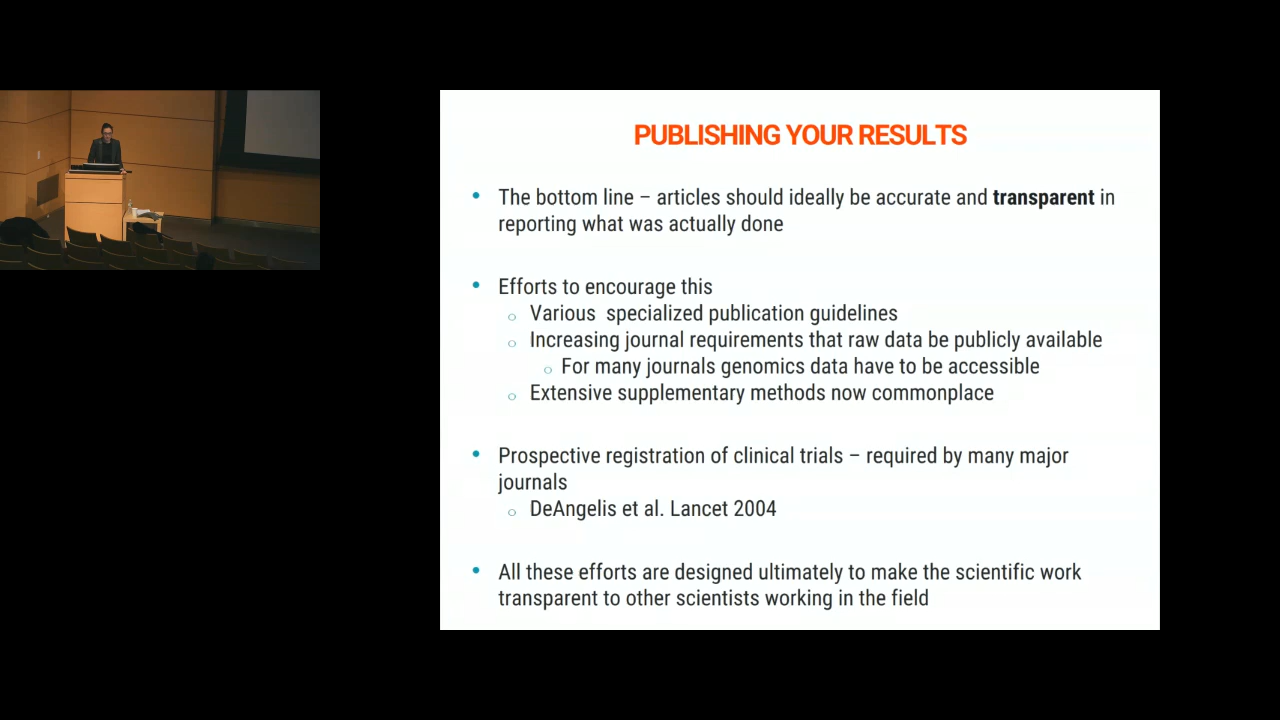 PUBLISHING YOUR RESULTS
• The bottom line – articles should ideally be accurate and transparent in
reporting what was actually done
• Efforts to encourage this
○ Various specialized publication guidelines
○ Increasing journal requirements that raw data be publicly available
○ For many journals genomics data have to be accessible
○ Extensive supplementary methods now commonplace
• Prospective registration of clinical trials – required by many major
journals
○ DeAngelis et al. Lancet 2004
• All these efforts are designed ultimately to make the scientific work
transparent to other scientists working in the field